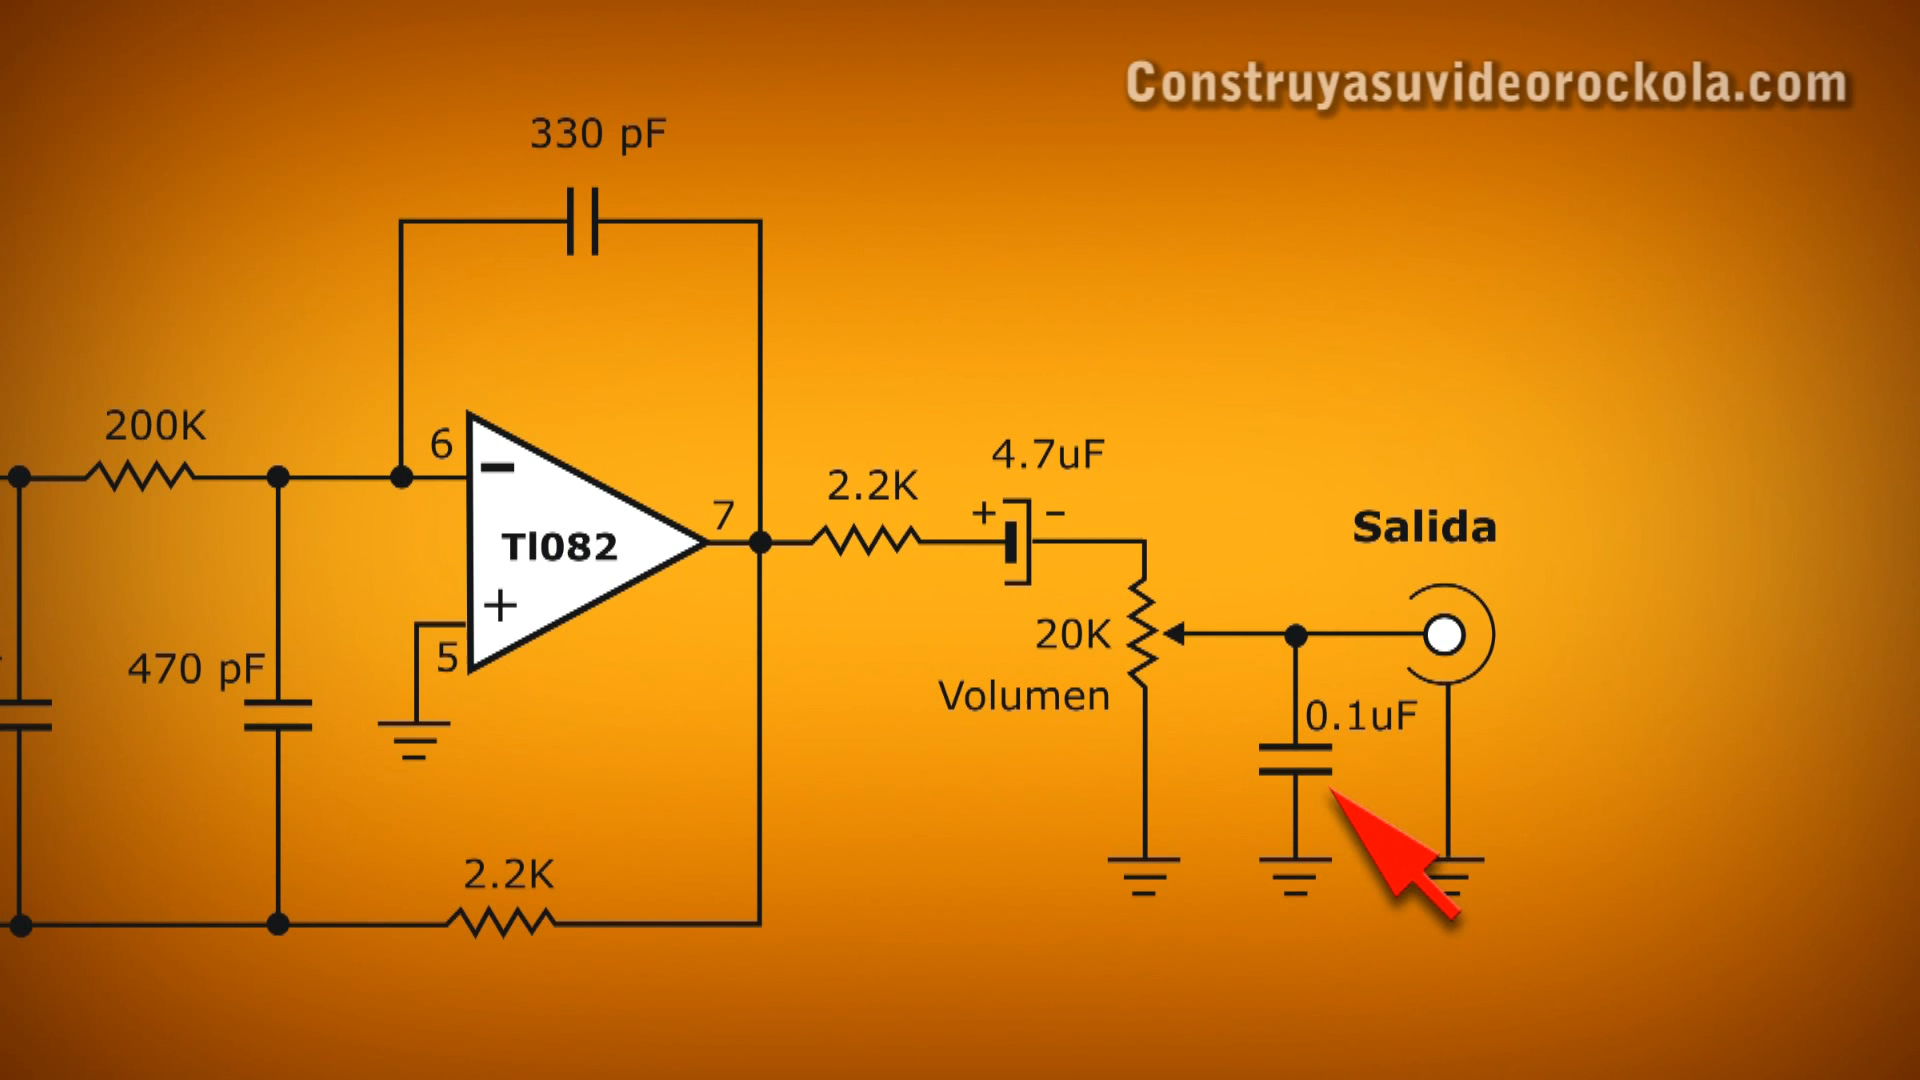 Construyasuvideorockola.com
330 pF
200K
6
7
2.2K
4.7uF
+
−
Tl082
−
+
5
Salida
470 pF
20K
Volumen
0.1uF
2.2K